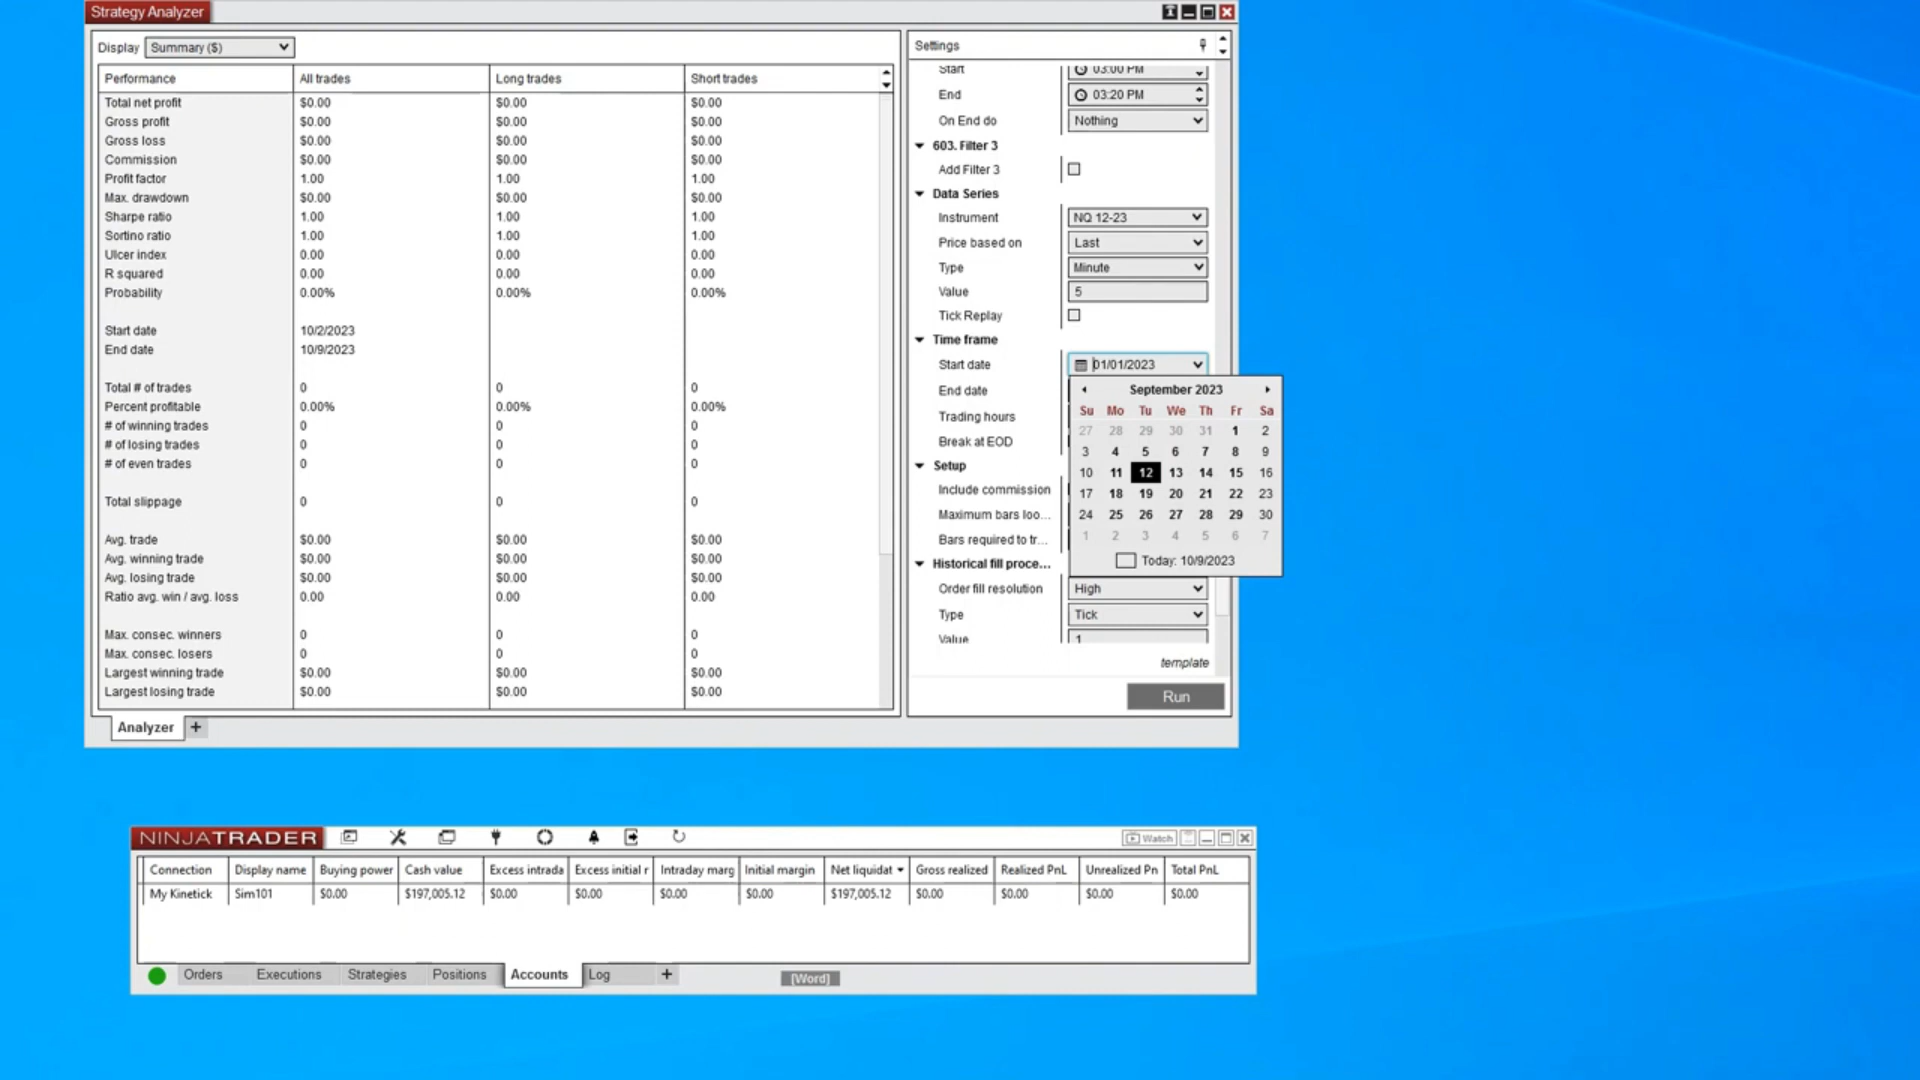 Strategy Analyzer
Display Summary ($)
Performance All trades Long trades Short trades
Total net profit $0.00 $0.00 $0.00
Gross profit $0.00 $0.00 $0.00
Gross loss $0.00 $0.00 $0.00
Commission $0.00 $0.00 $0.00
Profit factor 1.00 1.00 1.00
Max. drawdown $0.00 $0.00 $0.00
Sharpe ratio 1.00 1.00 1.00
Sortino ratio 1.00 1.00 1.00
Ulcer index 0.00 0.00 0.00
R squared 0.00 0.00 0.00
Probability 0.00% 0.00% 0.00%
Start date 10/2/2023
End date 10/9/2023
Total # of trades 0 0 0
Percent profitable 0.00% 0.00% 0.00%
# of winning trades 0 0 0
# of losing trades 0 0 0
# of even trades 0 0 0
Total slippage 0 0 0
Avg. trade $0.00 $0.00 $0.00
Avg. winning trade $0.00 $0.00 $0.00
Avg. losing trade $0.00 $0.00 $0.00
Ratio avg. win / avg. loss 0.00 0.00 0.00
Max. consec. winners 0 0 0
Max. consec. losers 0 0 0
Largest winning trade $0.00 $0.00 $0.00
Largest losing trade $0.00 $0.00 $0.00
Analyzer +
Settings
Start 03:00 PM
End 03:20 PM
On End do Nothing
603. Filter 3
Add Filter 3
Data Series
Instrument NQ 12-23
Price based on Last
Type Minute
Value 5
Tick Replay
Time frame
Start date 01/01/2023
End date
Trading hours
Break at EOD
Setup
Include commission
Maximum bars loo...
Bars required to tr...
Historical fill proce...
Order fill resolution High
Type Tick
Value 1
template
Run
September 2023
Su Mo Tu We Th Fr Sa
27 28 29 30 31 1 2
3 4 5 6 7 8 9
10 11 12 13 14 15 16
17 18 19 20 21 22 23
24 25 26 27 28 29 30
1 2 3 4 5 6 7
Today: 10/9/2023
NINJATRADER Watch
Connection Display name Buying power Cash value Excess intrada Excess initial r Intraday marg Initial margin Net liquidat Gross realized Realized PnL Unrealized Pn Total PnL
My Kinetick Sim101 $0.00 $197,005.12 $0.00 $0.00 $0.00 $0.00 $197,005.12 $0.00 $0.00 $0.00 $0.00
Orders Executions Strategies Positions Accounts Log + [Word]